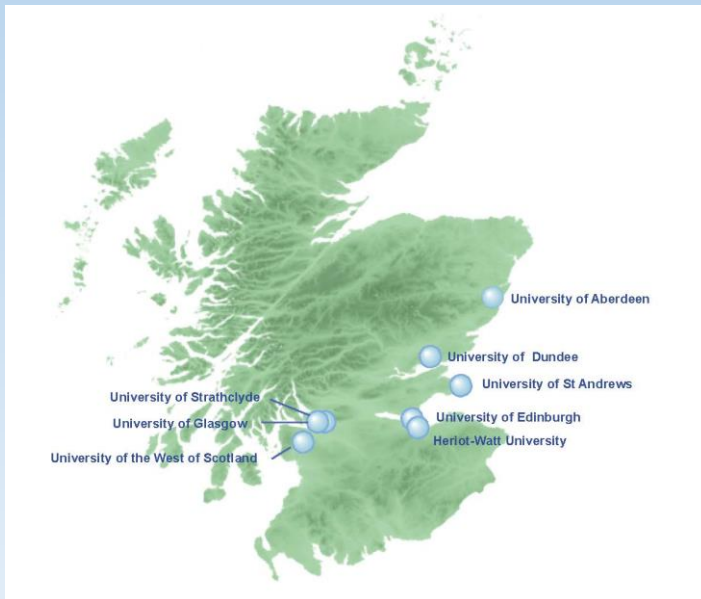 University of Aberdeen
University of Dundee
University of St Andrews
University of Strathclyde
University of Glasgow
University of Edinburgh
Heriot-Watt University
University of the West of Scotland